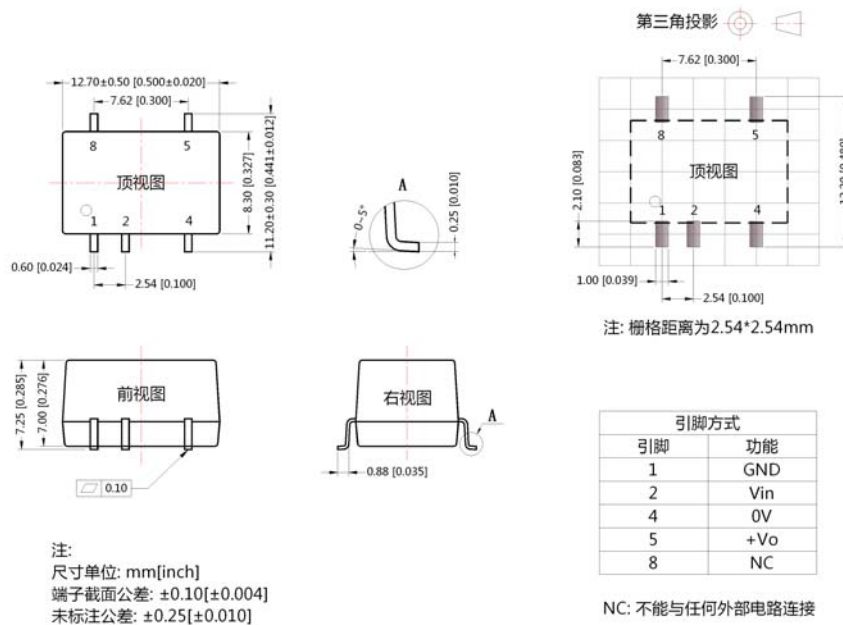 第三角投影
12.70±0.50 [0.500±0.020]
7.62 [0.300]
8
5
顶视图
1
2
4
8.30 [0.327]
11.20±0.30 [0.441±0.012]
0.60 [0.024]
2.54 [0.100]
A
0~5°
0.25 [0.010]
7.62 [0.300]
8
5
顶视图
1
2
4
2.10 [0.083]
1.00 [0.039]
2.54 [0.100]
注: 栅格距离为2.54*2.54mm
7.25 [0.285]
7.00 [0.276]
前视图
0.10
右视图
A
0.88 [0.035]
引脚方式
引脚 功能
1 GND
2 Vin
4 0V
5 +Vo
8 NC
NC: 不能与任何外部电路连接
注:
尺寸单位: mm[inch]
端子截面公差: ±0.10[±0.004]
未标注公差: ±0.25[±0.010]